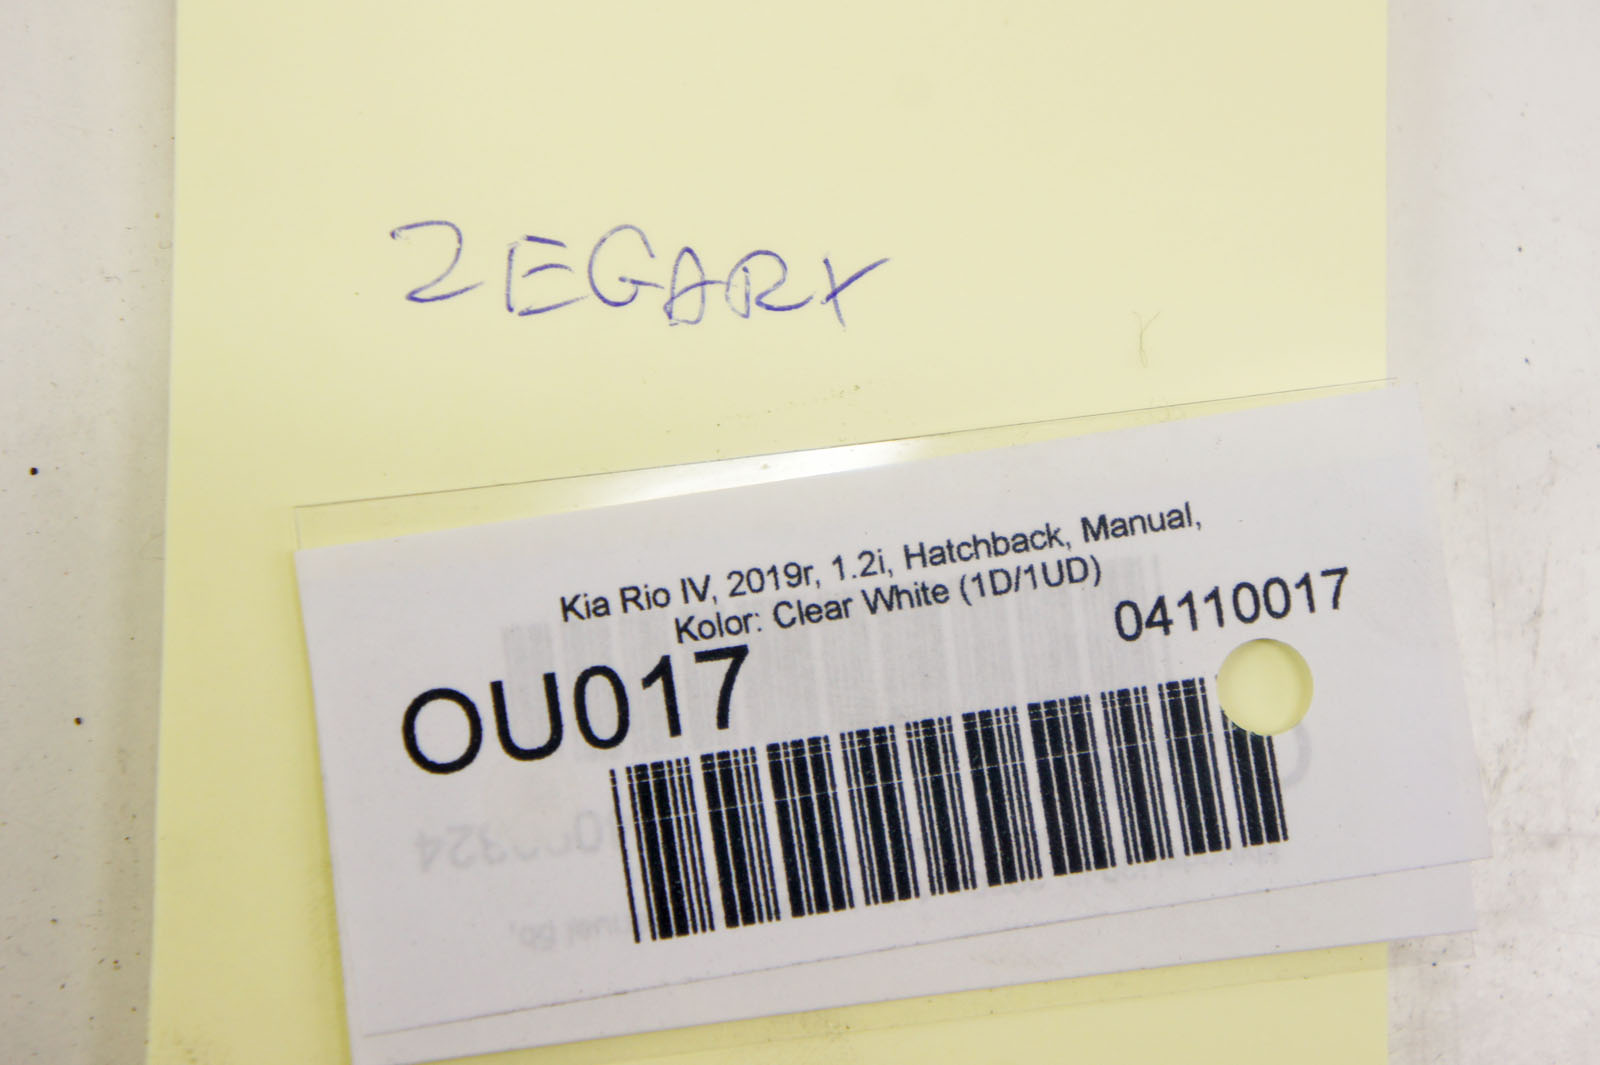 ZEGARY
Kia Rio IV, 2019r, 1.2i, Hatchback, Manual,
Kolor: Clear White (1D/1UD)
04110017
OU017